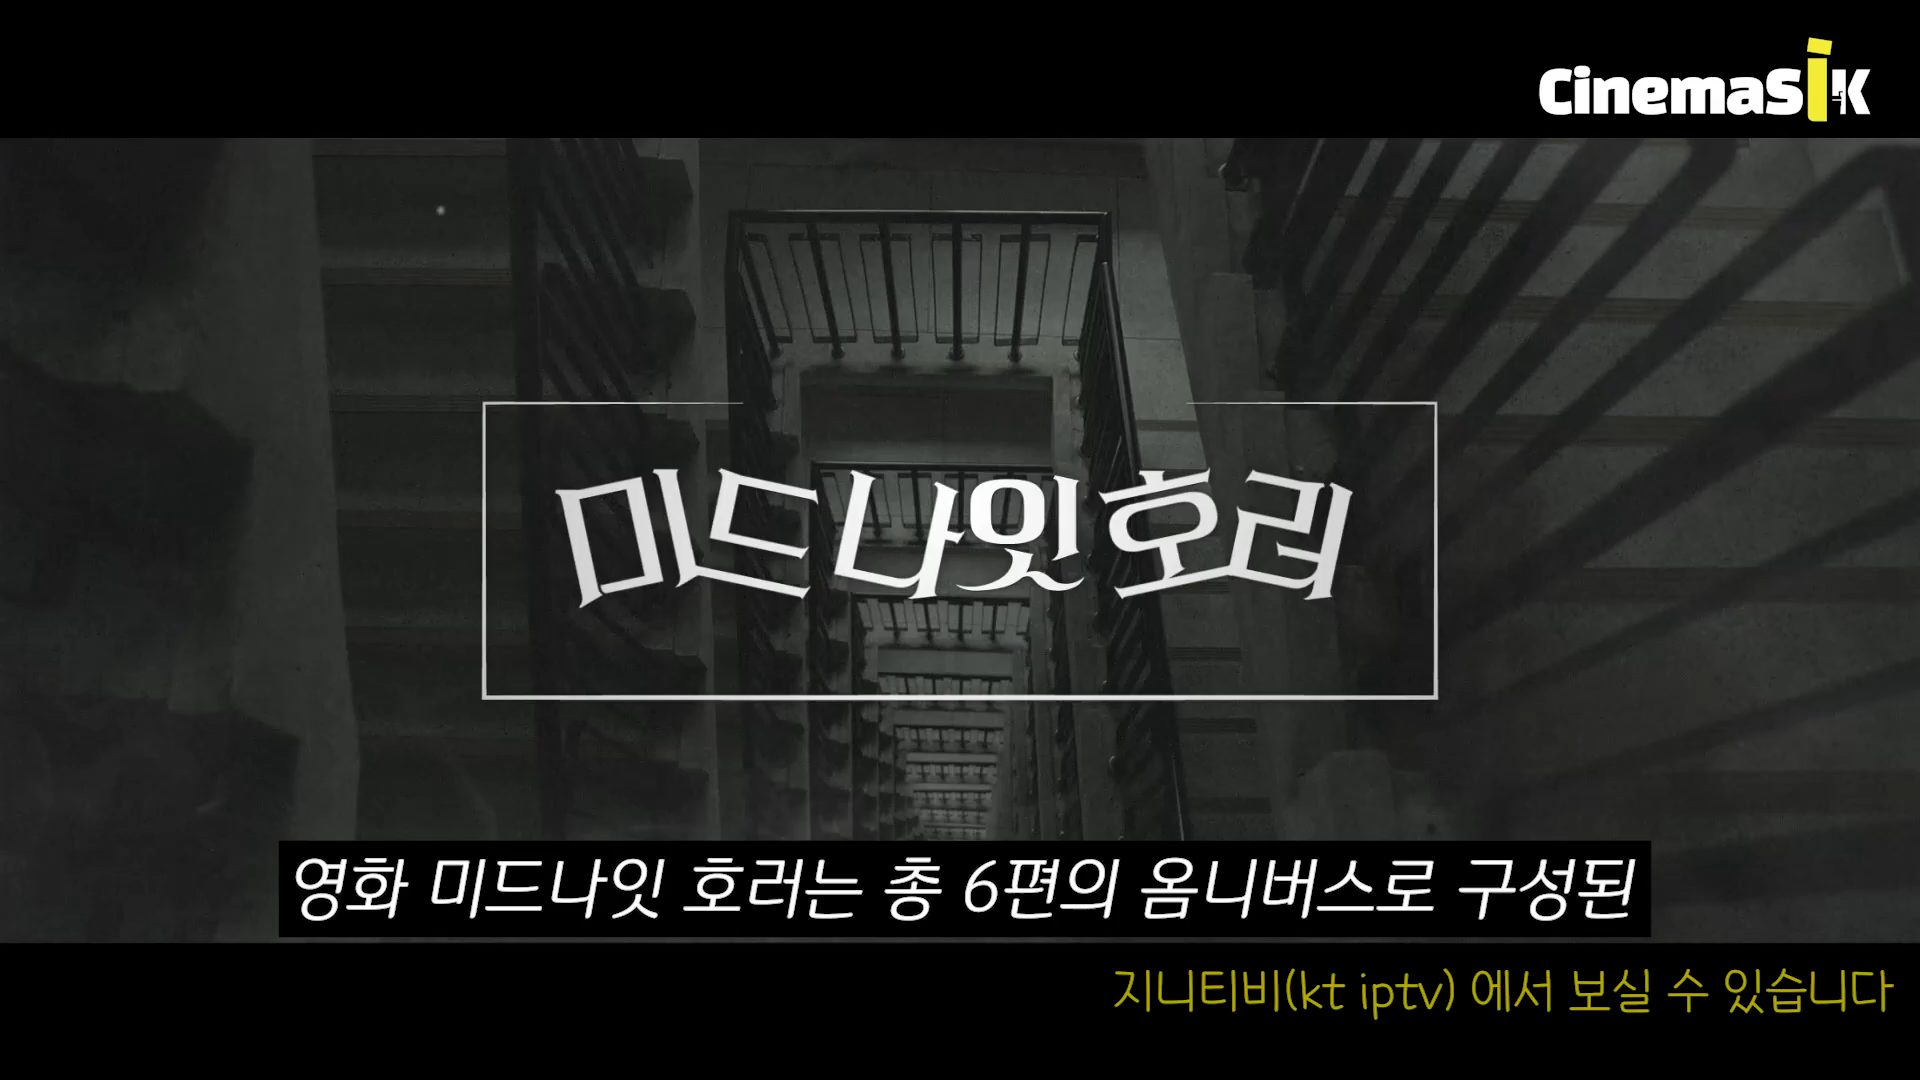 CinemaSiK
미드나잇 호러
영화 미드나잇 호러는 총 6편의 옴니버스로 구성된
지니티비(kt iptv) 에서 보실 수 있습니다